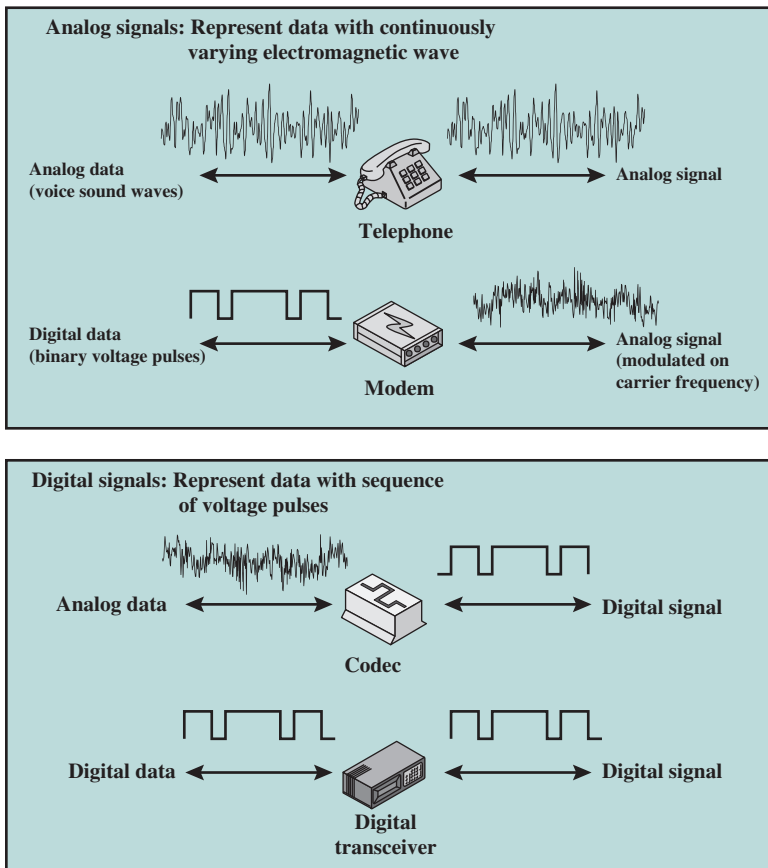 Analog signals: Represent data with continuously
varying electromagnetic wave
Analog data
(voice sound waves)
Analog signal
Telephone
Digital data
(binary voltage pulses)
Analog signal
(modulated on
carrier frequency)
Modem
Digital signals: Represent data with sequence
of voltage pulses
Analog data
Digital signal
Codec
Digital data
Digital signal
Digital
transceiver